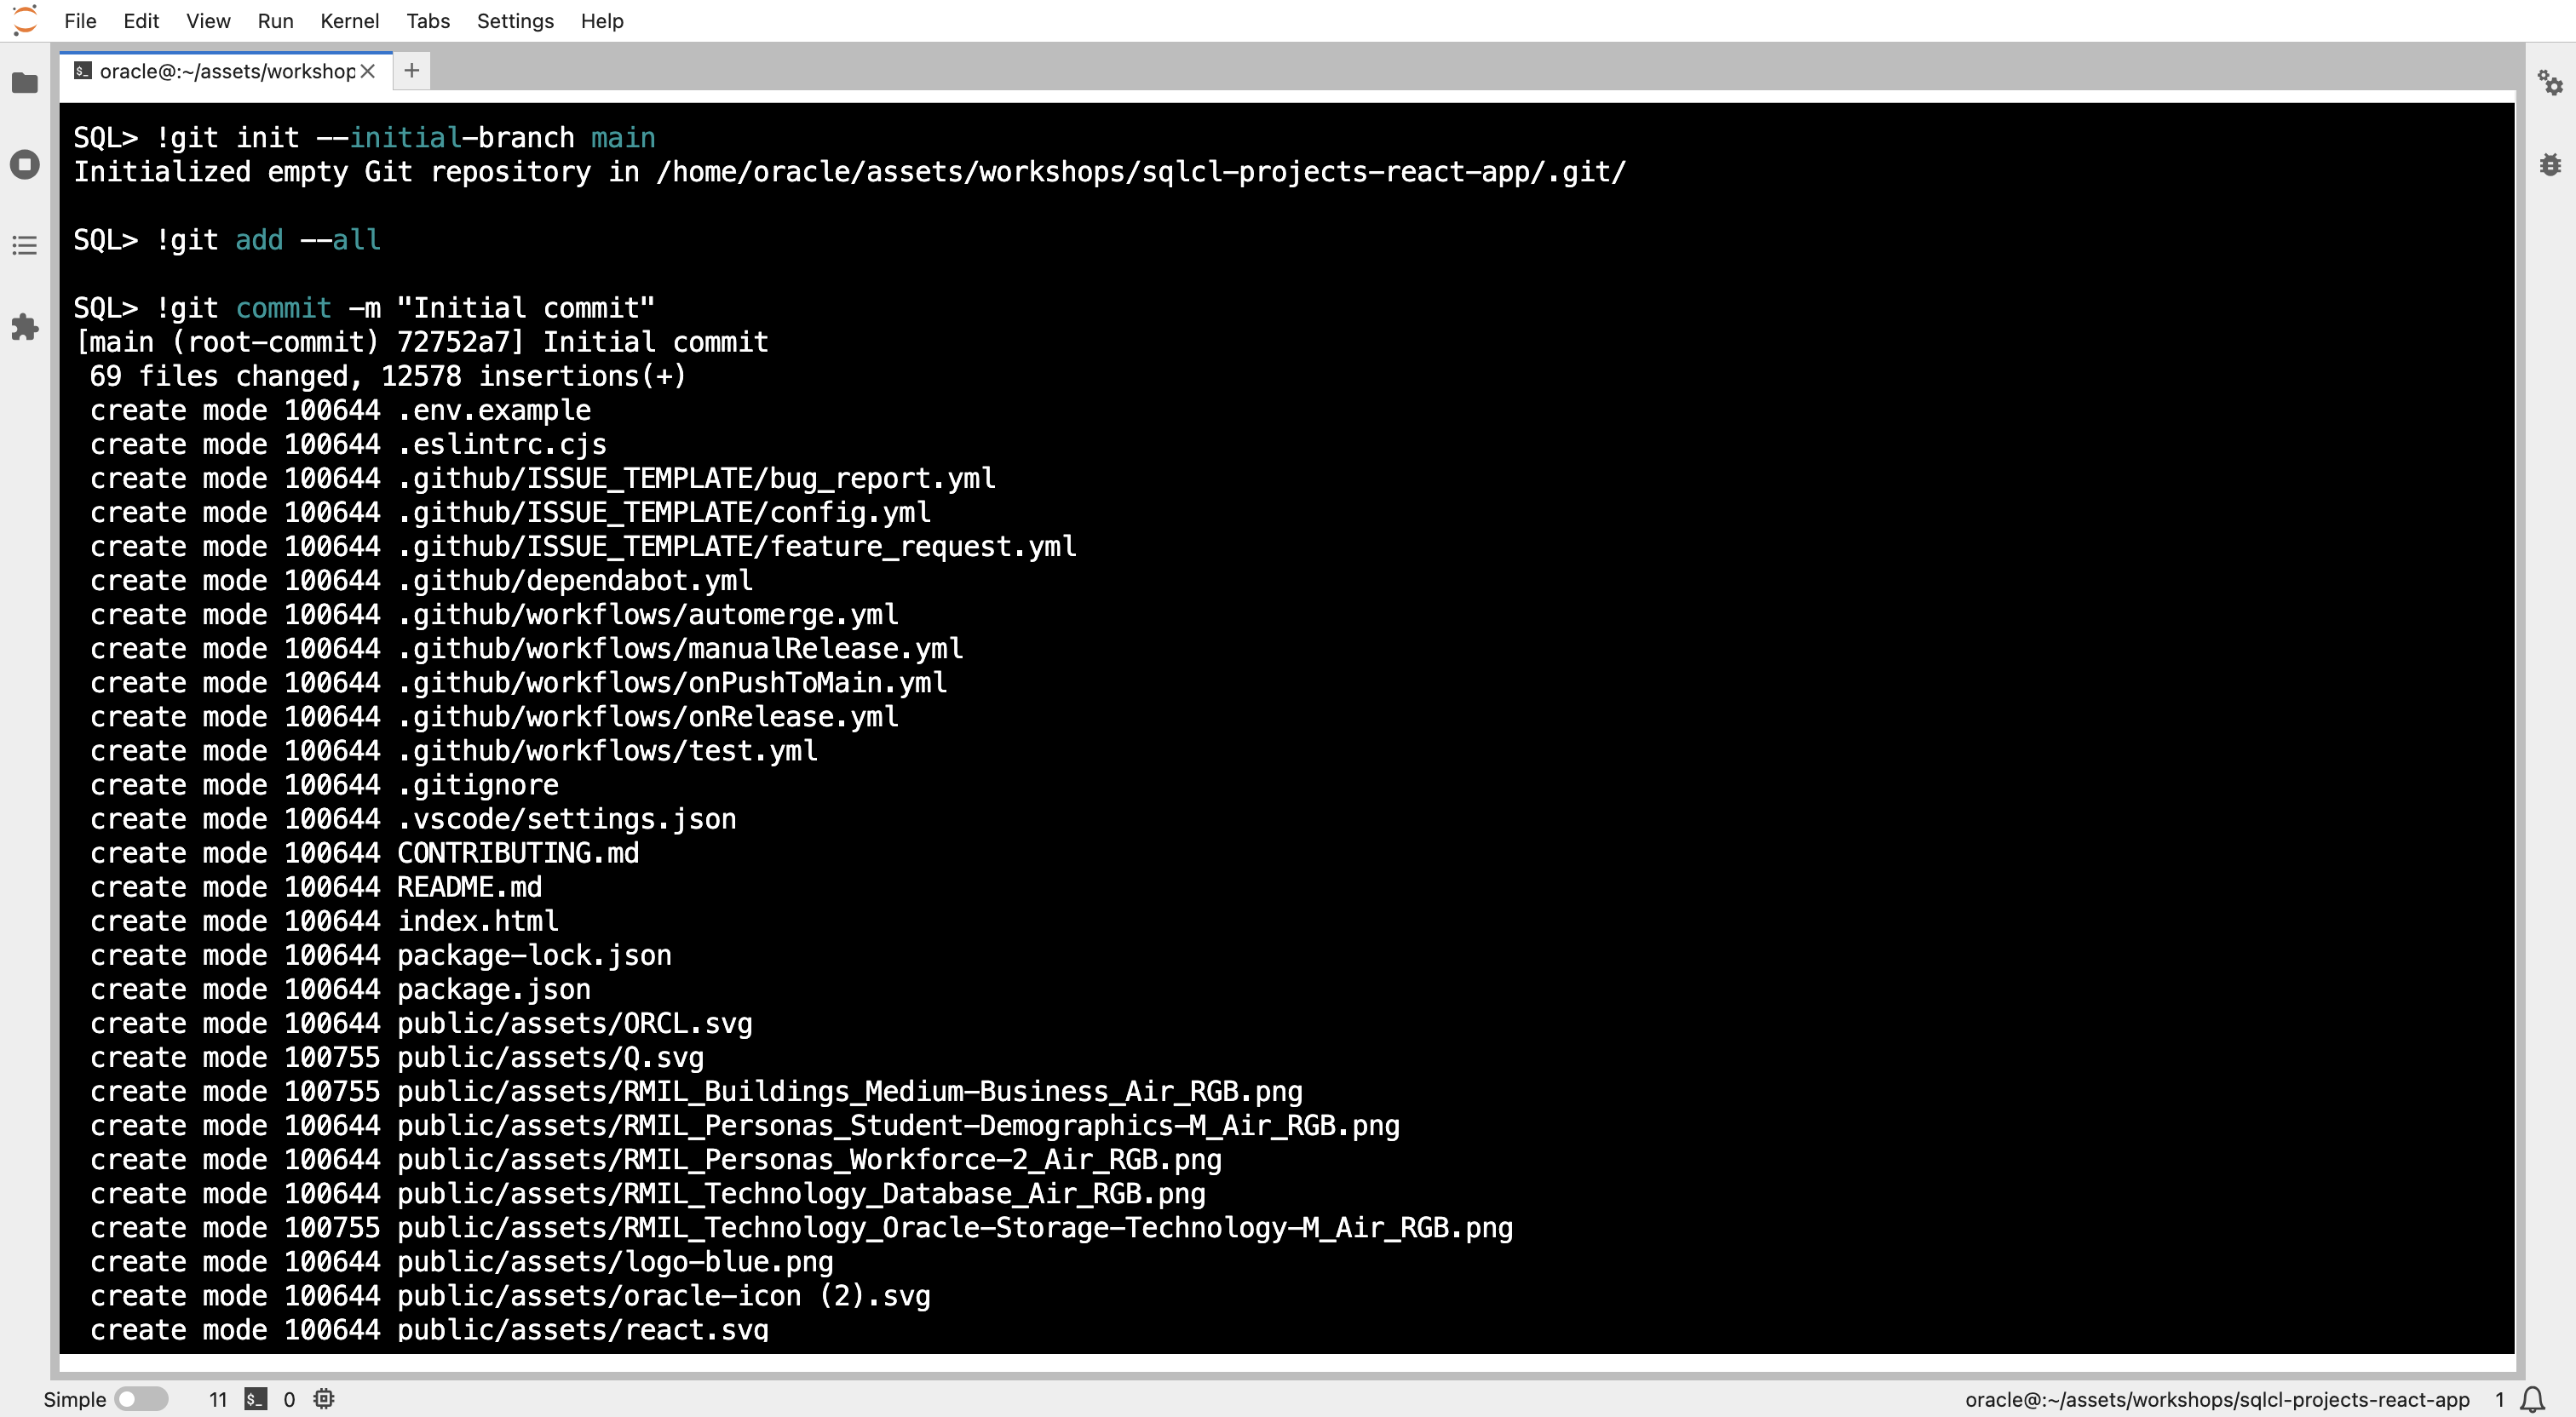 File Edit View Run Kernel Tabs Settings Help
oracle@:~/assets/workshop
SQL> !git init --initial-branch main
Initialized empty Git repository in /home/oracle/assets/workshops/sqlcl-projects-react-app/.git/
SQL> !git add --all
SQL> !git commit -m "Initial commit"
[main (root-commit) 72752a7] Initial commit
69 files changed, 12578 insertions(+)
create mode 100644 .env.example
create mode 100644 .eslintrc.cjs
create mode 100644 .github/ISSUE_TEMPLATE/bug_report.yml
create mode 100644 .github/ISSUE_TEMPLATE/config.yml
create mode 100644 .github/ISSUE_TEMPLATE/feature_request.yml
create mode 100644 .github/dependabot.yml
create mode 100644 .github/workflows/automerge.yml
create mode 100644 .github/workflows/manualRelease.yml
create mode 100644 .github/workflows/onPushToMain.yml
create mode 100644 .github/workflows/onRelease.yml
create mode 100644 .github/workflows/test.yml
create mode 100644 .gitignore
create mode 100644 .vscode/settings.json
create mode 100644 CONTRIBUTING.md
create mode 100644 README.md
create mode 100644 index.html
create mode 100644 package-lock.json
create mode 100644 package.json
create mode 100644 public/assets/ORCL.svg
create mode 100755 public/assets/Q.svg
create mode 100755 public/assets/RMIL_Buildings_Medium-Business_Air_RGB.png
create mode 100644 public/assets/RMIL_Personas_Student-Demographics-M_Air_RGB.png
create mode 100644 public/assets/RMIL_Personas_Workforce-2_Air_RGB.png
create mode 100644 public/assets/RMIL_Technology_Database_Air_RGB.png
create mode 100755 public/assets/RMIL_Technology_Oracle-Storage-Technology-M_Air_RGB.png
create mode 100644 public/assets/logo-blue.png
create mode 100644 public/assets/oracle-icon (2).svg
create mode 100644 public/assets/react.svg
Simple 11 $_ 0 oracle@:~/assets/workshops/sqlcl-projects-react-app 1